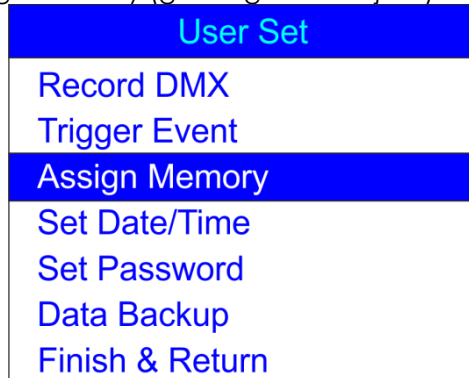 User Set
Record DMX
Trigger Event
Assign Memory
Set Date/Time
Set Password
Data Backup
Finish & Return